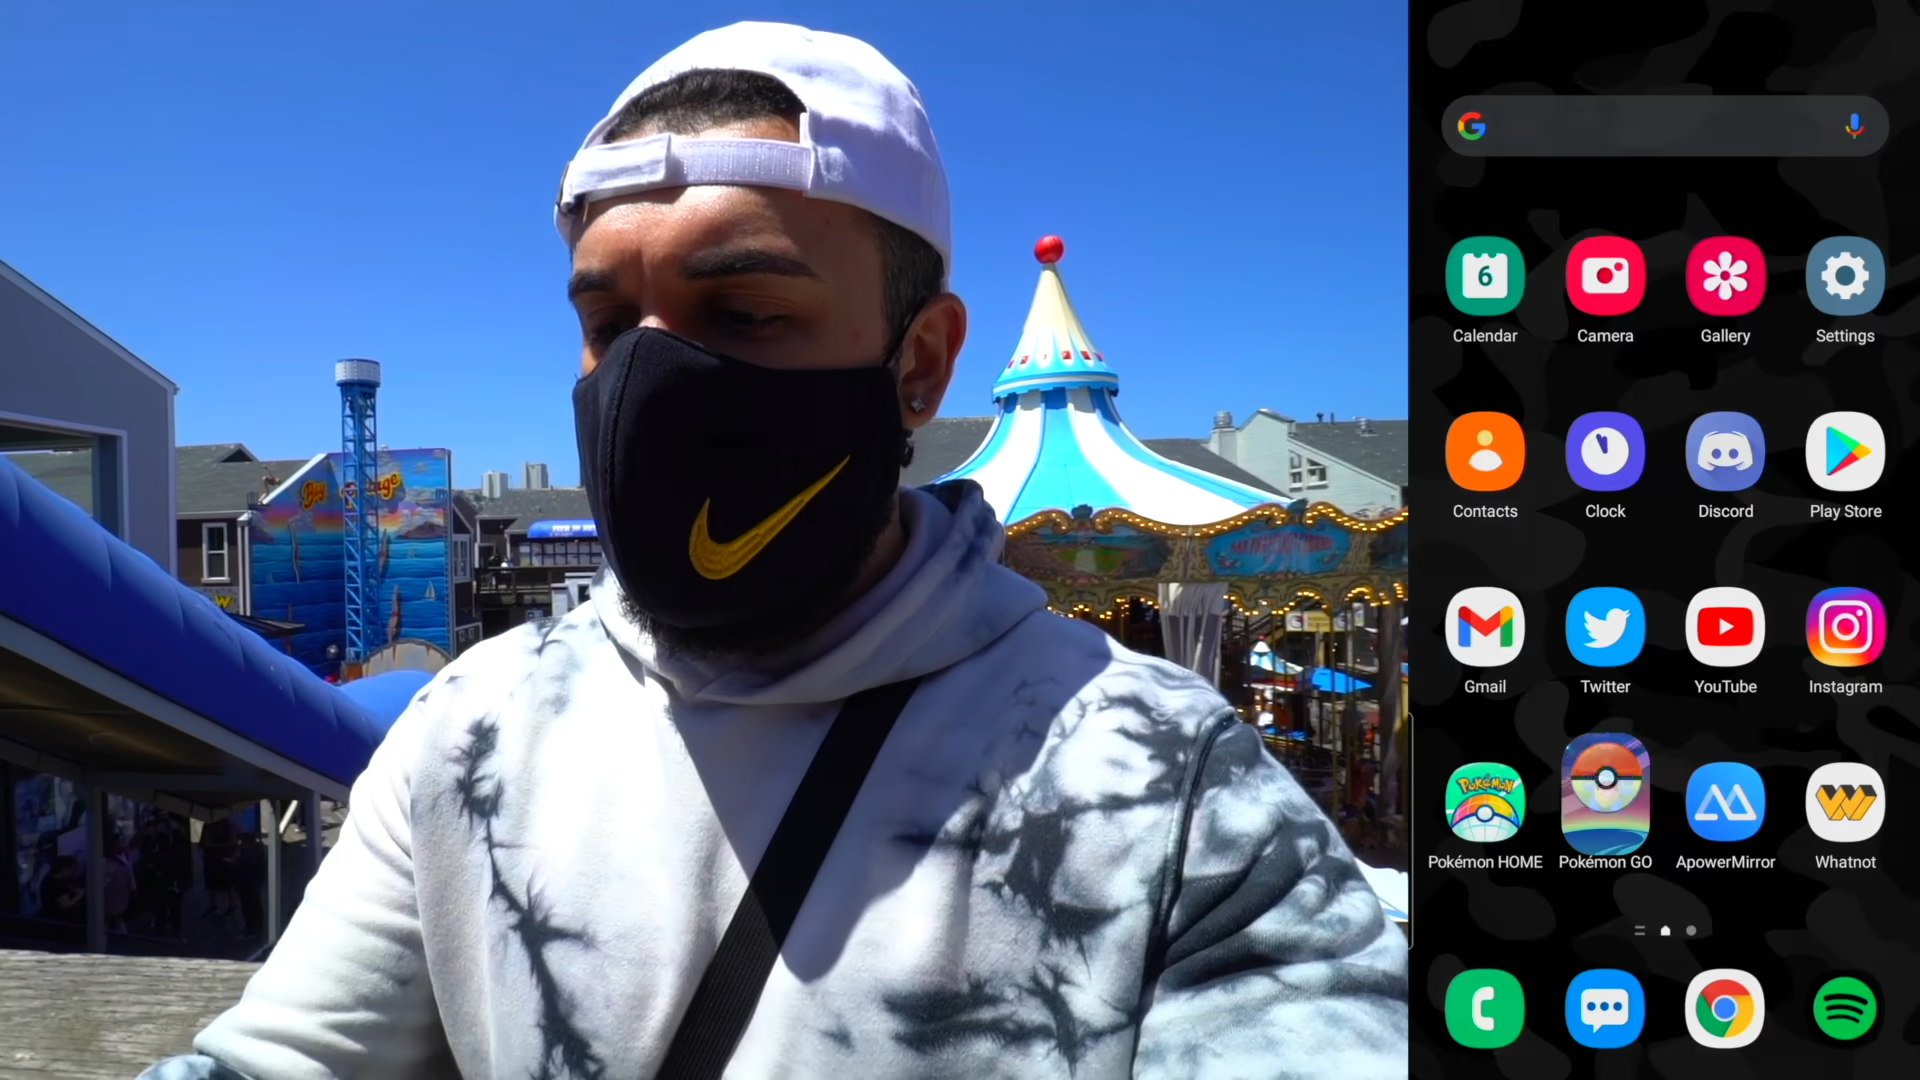 6
Calendar
Camera
Gallery
Settings
Contacts
Clock
Discord
Play Store
Gmail
Twitter
YouTube
Instagram
POKéMON
Pokémon HOME
Pokémon GO
ApowerMirror
Whatnot